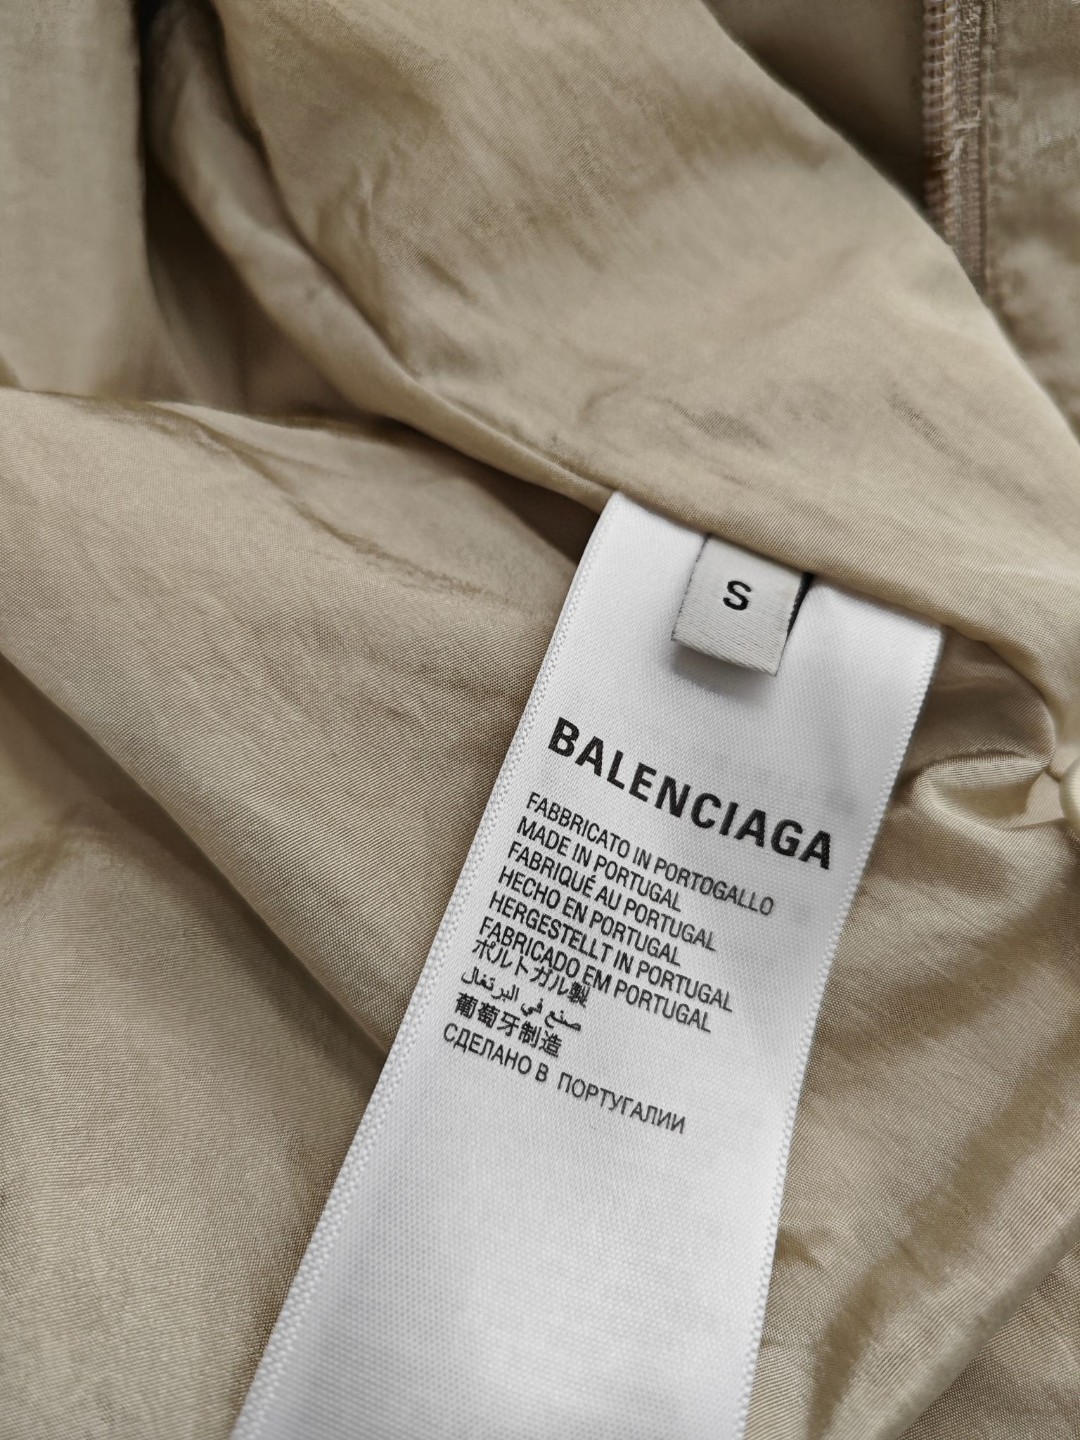 S
BALENCIAGA
FABBRICATO IN PORTOGALLO
MADE IN PORTUGAL
FABRIQUÉ AU PORTUGAL
HECHO EN PORTUGAL
HERGESTELLT IN PORTUGAL
FABRICADO EM PORTUGAL
ポルトガル製
صنع في البرتغال
葡萄牙制造
СДЕЛАНО В ПОРТУГАЛИИ